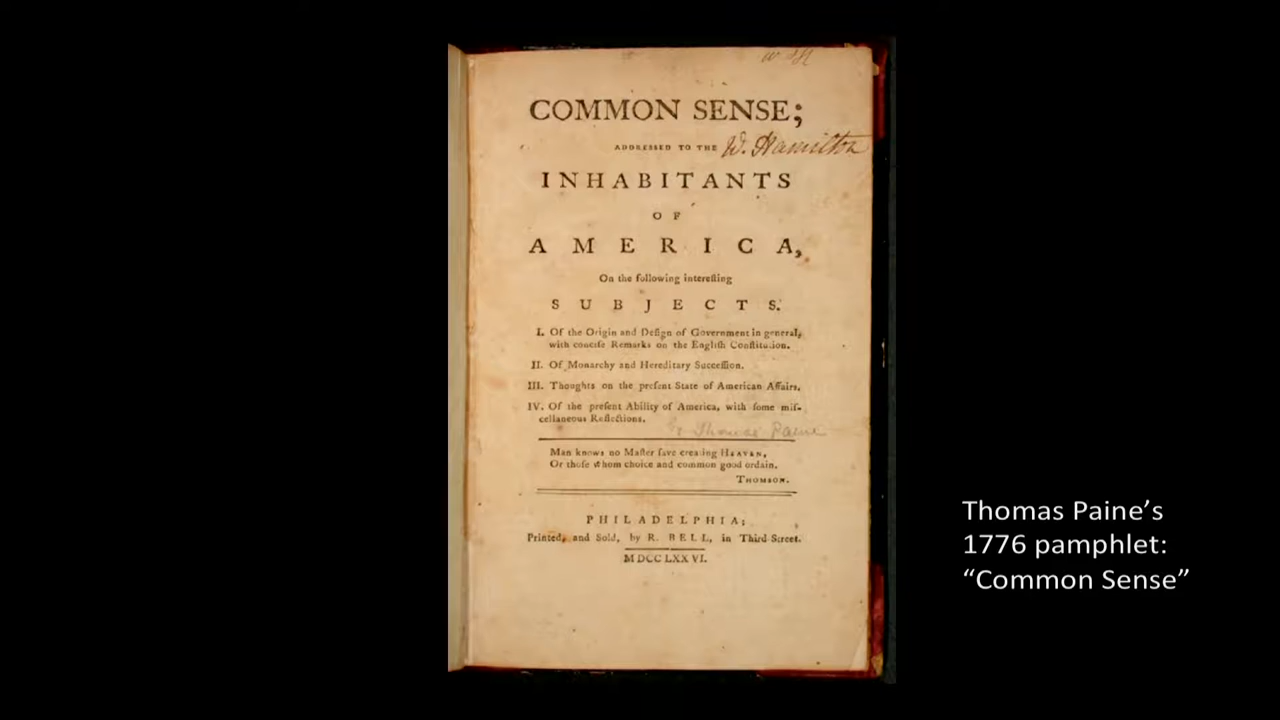 COMMON SENSE;
ADDRESSED TO THE W. Hamilton
INHABITANTS
OF
AMERICA,
On the following intereſting
SUBJECTS.
I. Of the Origin and Deſign of Government in general,
with conciſe Remarks on the Engliſh Conſtitution.
II. Of Monarchy and Hereditary Succeſſion.
III. Thoughts on the preſent State of American Affairs.
IV. Of the preſent Ability of America, with ſome miſ-
cellaneous Reflections.
Thomas Paine
Man knows no Maſter ſave creating HEAVEN,
Or thoſe whom choice and common good ordain.
THOMSON.
PHILADELPHIA;
Printed, and Sold, by R. BELL, in Third-Street.
MDCCLXXVI.
Thomas Paine’s
1776 pamphlet:
“Common Sense”